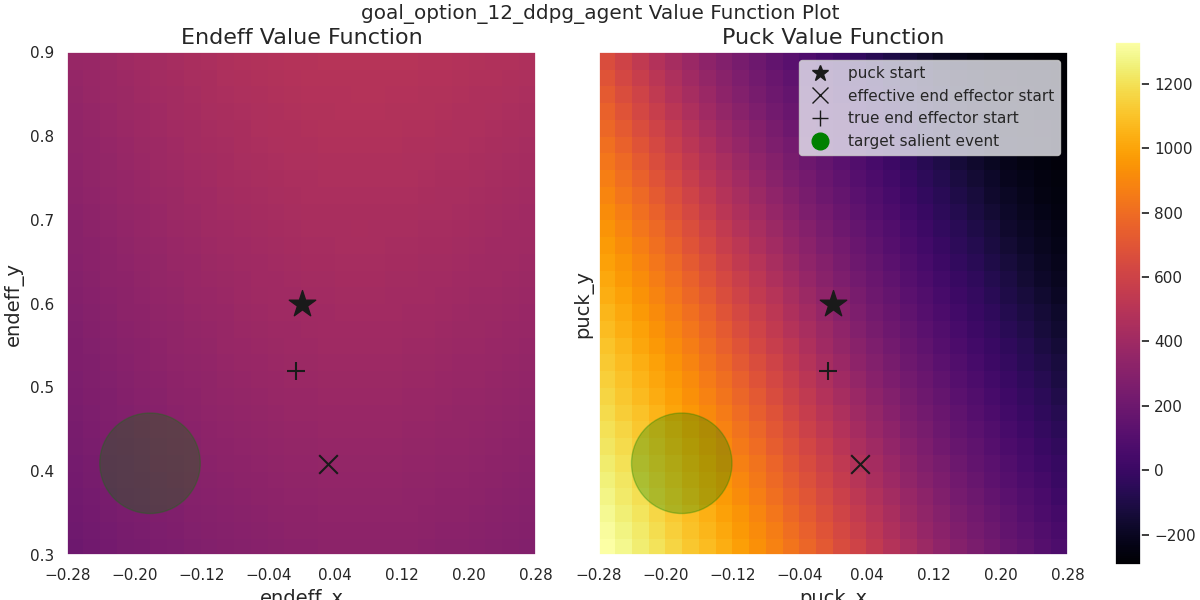 goal_option_12_ddpg_agent Value Function Plot
Endeff Value Function
0.9
0.8
0.7
0.6
0.5
0.4
0.3
endeff_y
−0.28 −0.20 −0.12 −0.04 0.04 0.12 0.20 0.28
endeff_x
Puck Value Function
puck start
effective end effector start
true end effector start
target salient event
puck_y
−0.28 −0.20 −0.12 −0.04 0.04 0.12 0.20 0.28
puck_x
1200
1000
800
600
400
200
0
−200